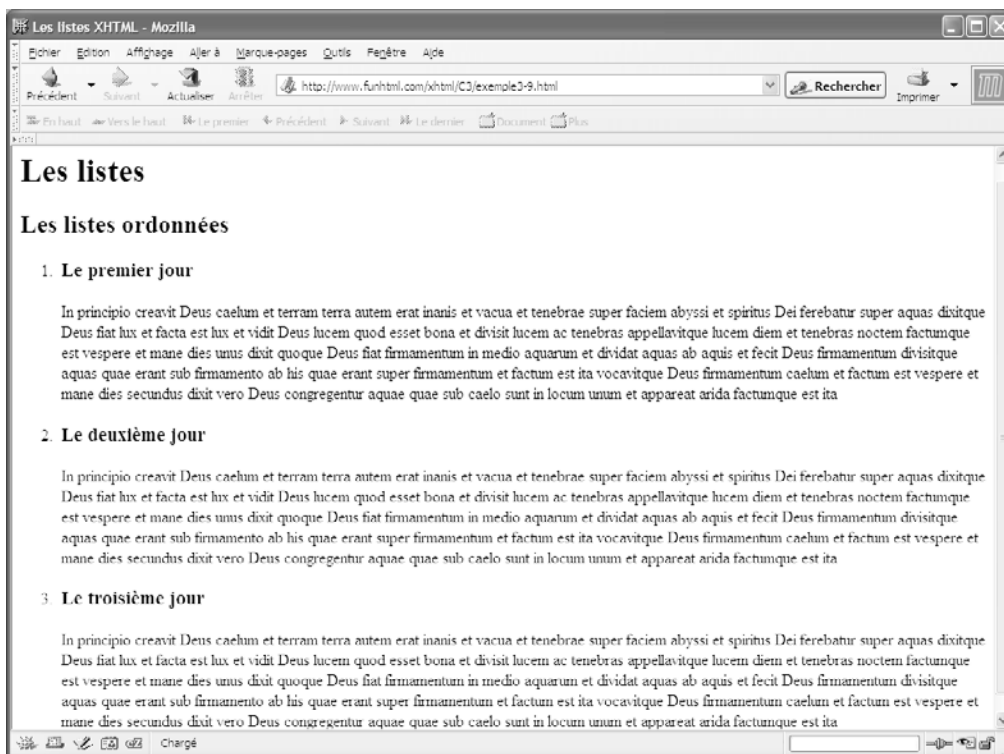 Les listes XHTML - Mozilla
Fichier Edition Affichage Aller à Marque-pages Outils Fenêtre Aide
Précédent Suivant Actualiser Arrêter http://www.funhtml.com/xhtml/C3/exemple3-9.html Rechercher Imprimer
En haut Vers le haut Le premier Précédent Suivant Le dernier Document Plus
Les listes
Les listes ordonnées
1. Le premier jour
In principio creavit Deus caelum et terram terra autem erat inanis et vacua et tenebrae super faciem abyssi et spiritus Dei ferebatur super aquas dixitque
Deus fiat lux et facta est lux et vidit Deus lucem quod esset bona et divisit lucem ac tenebras appellavitque lucem diem et tenebras noctem factumque
est vespere et mane dies unus dixit quoque Deus fiat firmamentum in medio aquarum et dividat aquas ab aquis et fecit Deus firmamentum divisitque
aquas quae erant sub firmamento ab his quae erant super firmamentum et factum est ita vocavitque Deus firmamentum caelum et factum est vespere et
mane dies secundus dixit vero Deus congregentur aquae quae sub caelo sunt in locum unum et appareat arida factumque est ita
2. Le deuxième jour
In principio creavit Deus caelum et terram terra autem erat inanis et vacua et tenebrae super faciem abyssi et spiritus Dei ferebatur super aquas dixitque
Deus fiat lux et facta est lux et vidit Deus lucem quod esset bona et divisit lucem ac tenebras appellavitque lucem diem et tenebras noctem factumque
est vespere et mane dies unus dixit quoque Deus fiat firmamentum in medio aquarum et dividat aquas ab aquis et fecit Deus firmamentum divisitque
aquas quae erant sub firmamento ab his quae erant super firmamentum et factum est ita vocavitque Deus firmamentum caelum et factum est vespere et
mane dies secundus dixit vero Deus congregentur aquae quae sub caelo sunt in locum unum et appareat arida factumque est ita
3. Le troisième jour
In principio creavit Deus caelum et terram terra autem erat inanis et vacua et tenebrae super faciem abyssi et spiritus Dei ferebatur super aquas dixitque
Deus fiat lux et facta est lux et vidit Deus lucem quod esset bona et divisit lucem ac tenebras appellavitque lucem diem et tenebras noctem factumque
est vespere et mane dies unus dixit quoque Deus fiat firmamentum in medio aquarum et dividat aquas ab aquis et fecit Deus firmamentum divisitque
aquas quae erant sub firmamento ab his quae erant super firmamentum et factum est ita vocavitque Deus firmamentum caelum et factum est vespere et
mane dies secundus dixit vero Deus congregentur aquae quae sub caelo sunt in locum unum et appareat arida factumque est ita
Chargé